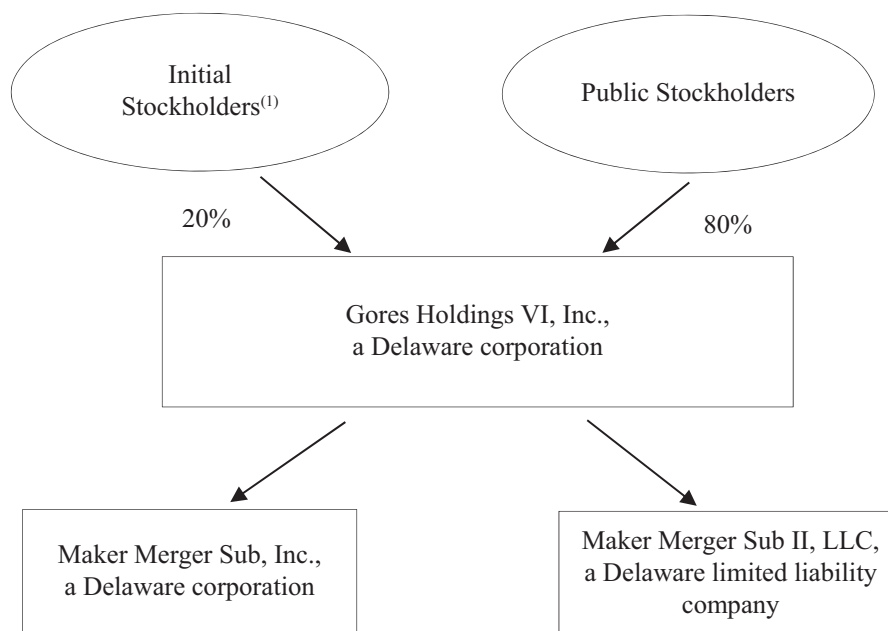 Initial
Stockholders(1)
Public Stockholders
20%
80%
Gores Holdings VI, Inc.,
a Delaware corporation
Maker Merger Sub, Inc.,
a Delaware corporation
Maker Merger Sub II, LLC,
a Delaware limited liability
company